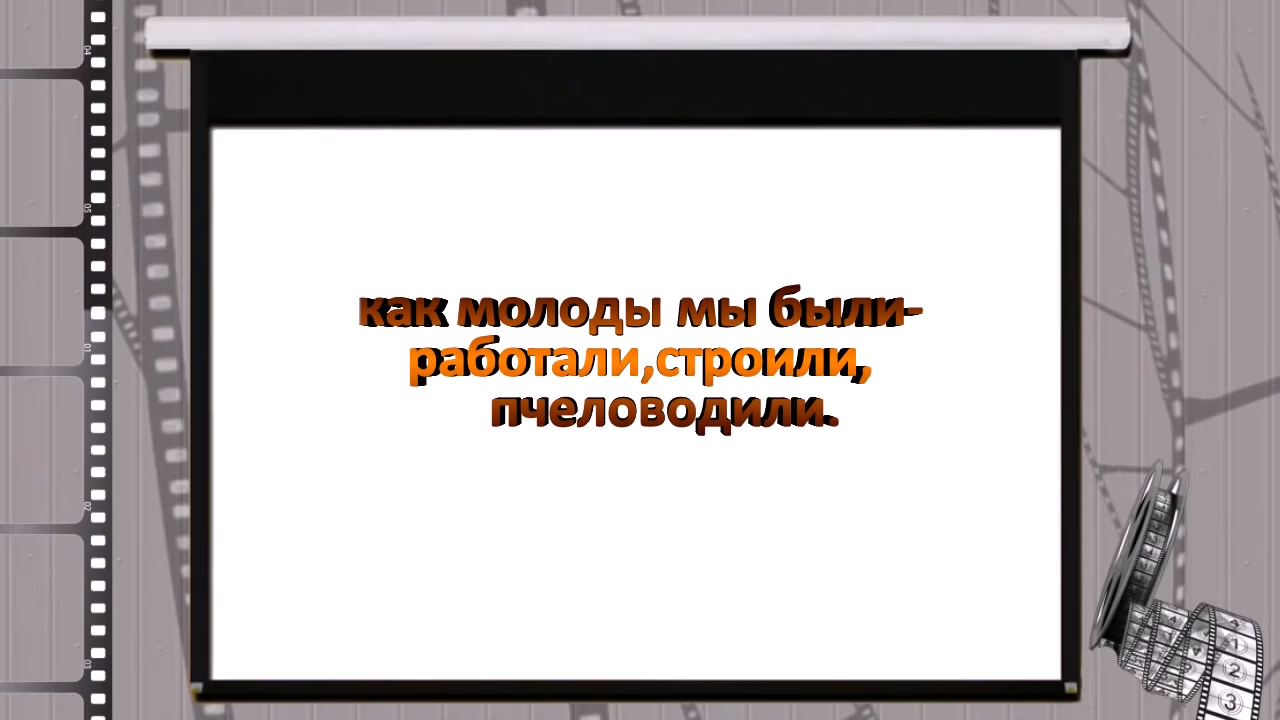 как молоды мы были-
работали,строили,
пчеловодили.